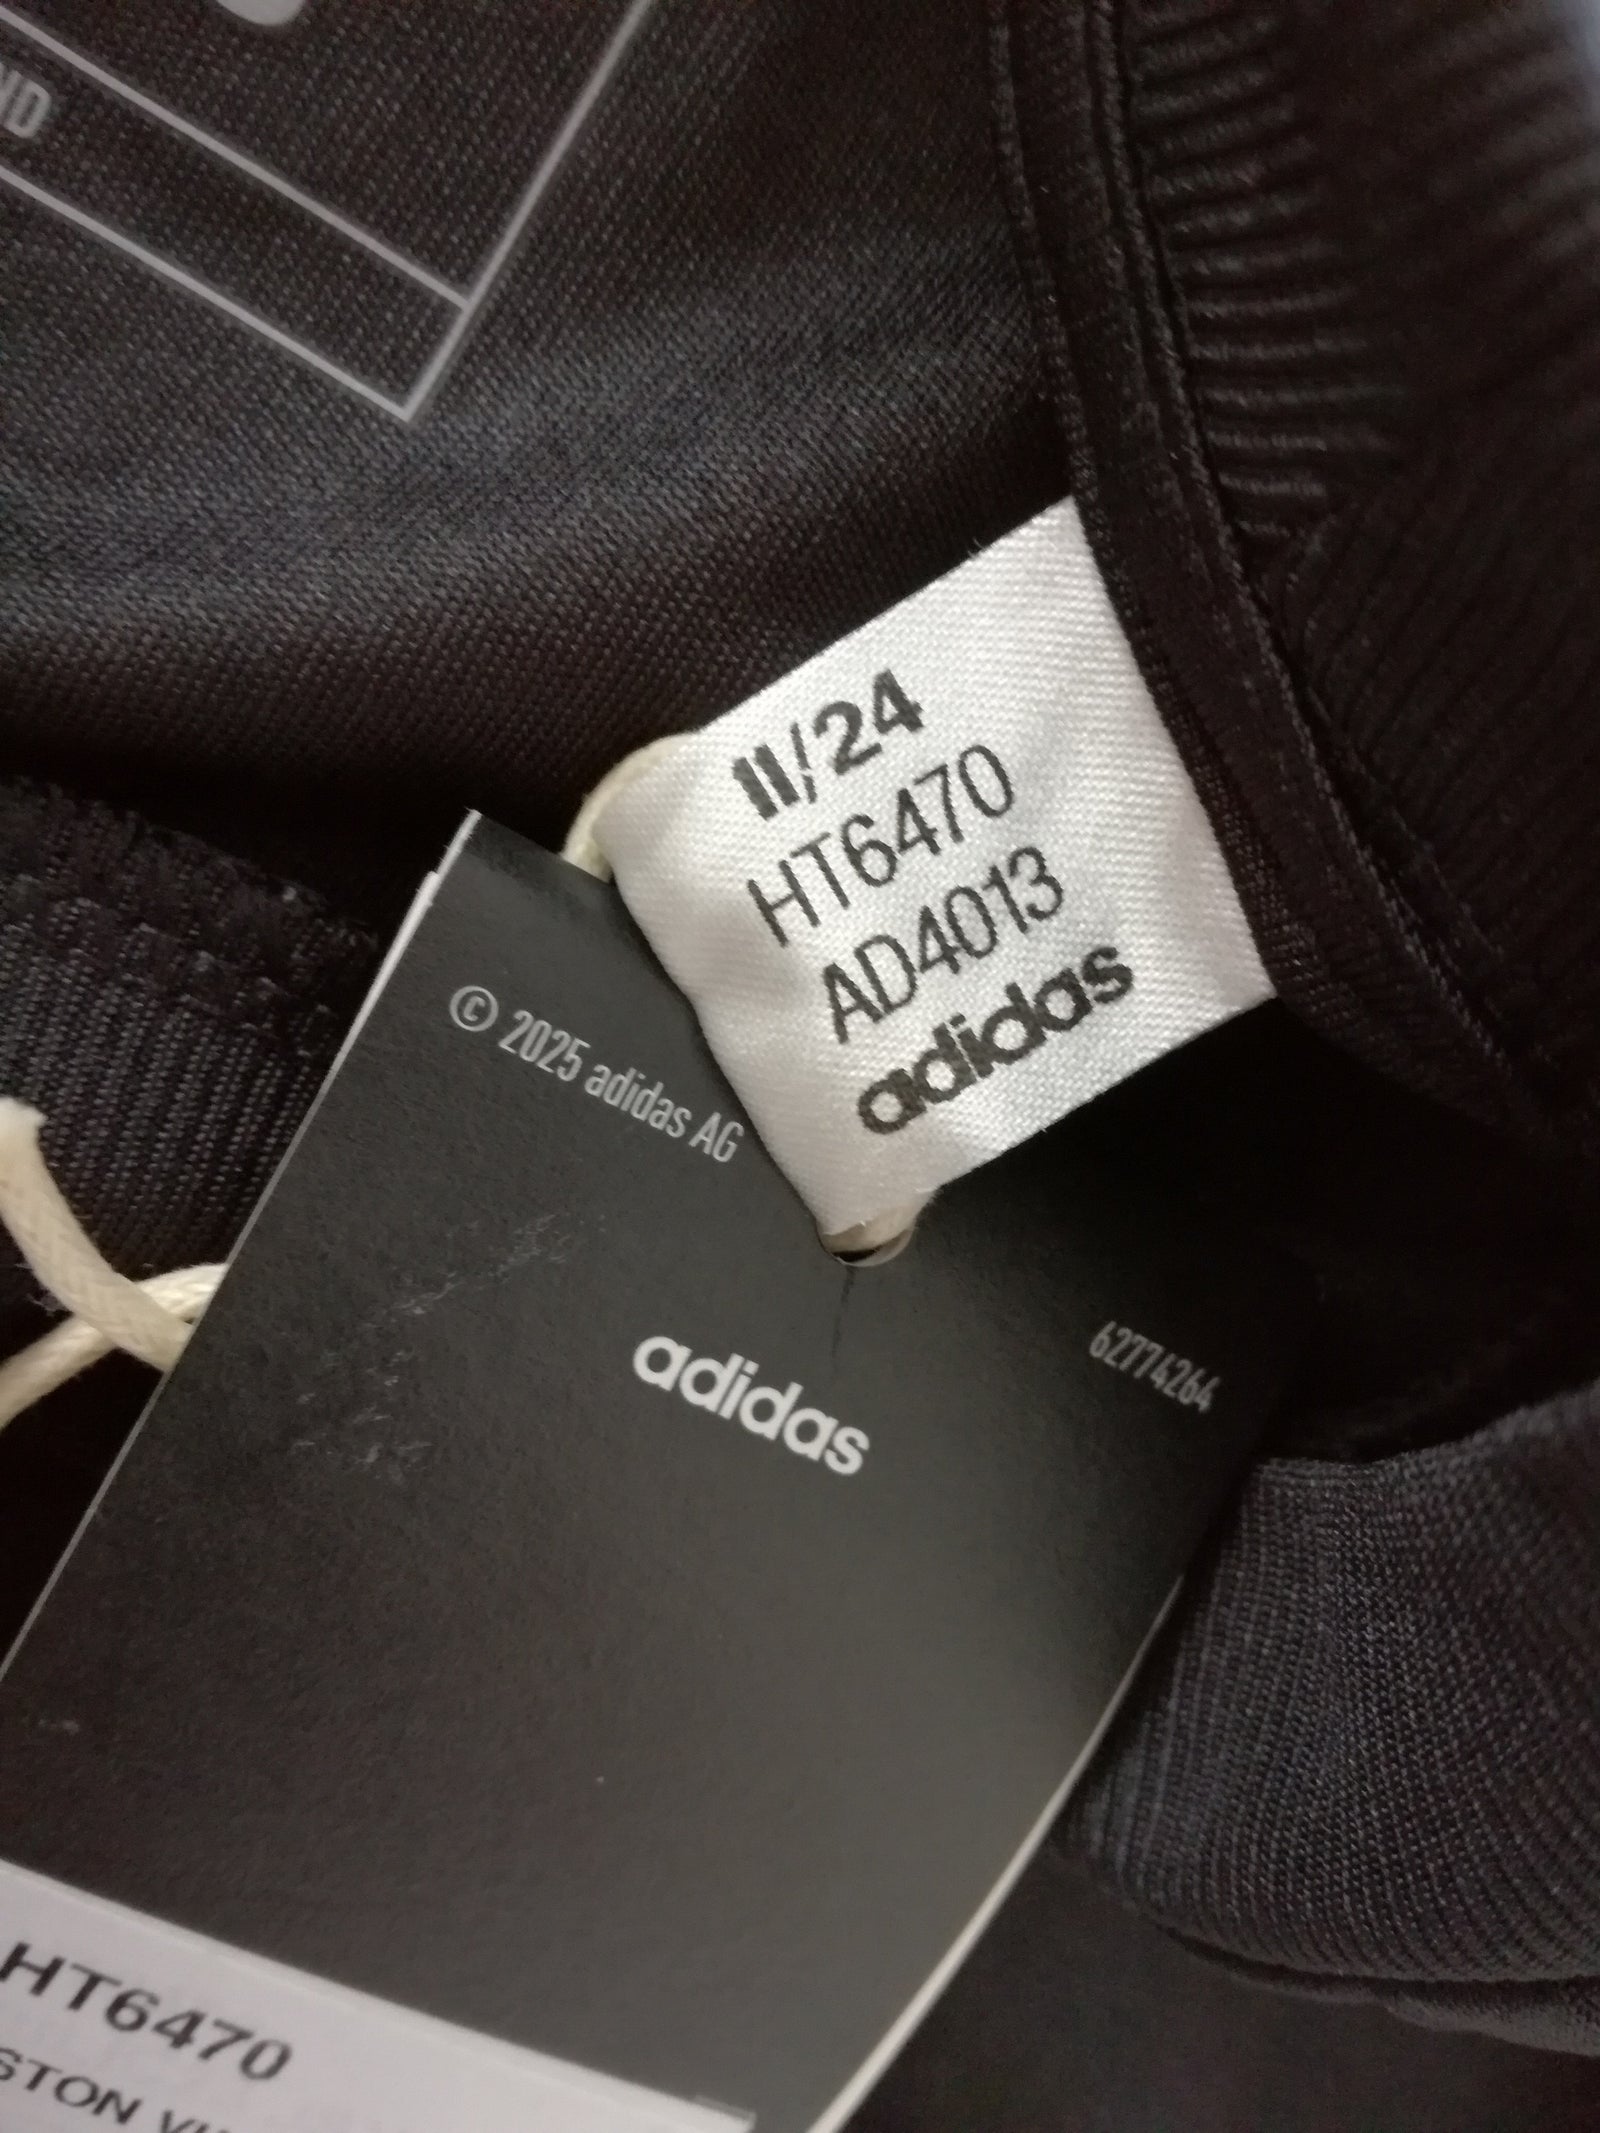 11/24
HT6470
AD4013
adidas
© 2025 adidas AG
adidas
62774264
HT6470